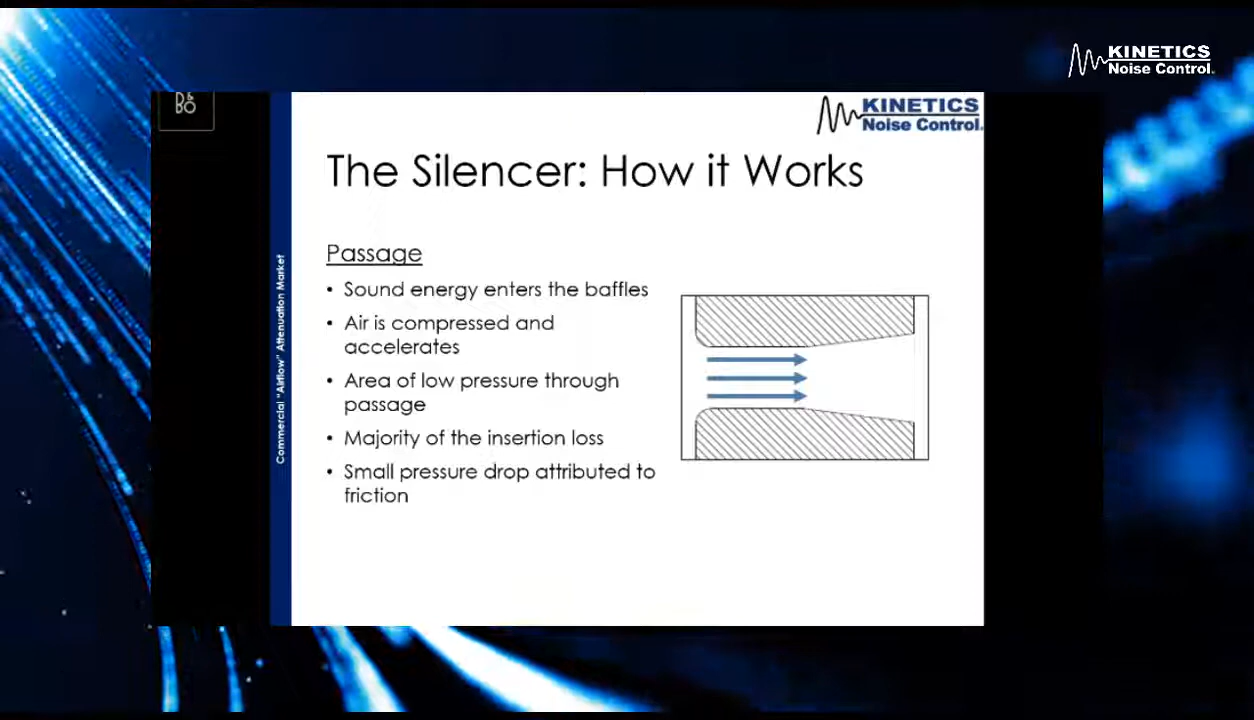 KINETICS
Noise Control.
B&
BO
KINETICS
Noise Control.
The Silencer: How it Works
Commercial "Airflow" Attenuation Market
Passage
• Sound energy enters the baffles
• Air is compressed and
accelerates
• Area of low pressure through
passage
• Majority of the insertion loss
• Small pressure drop attributed to
friction